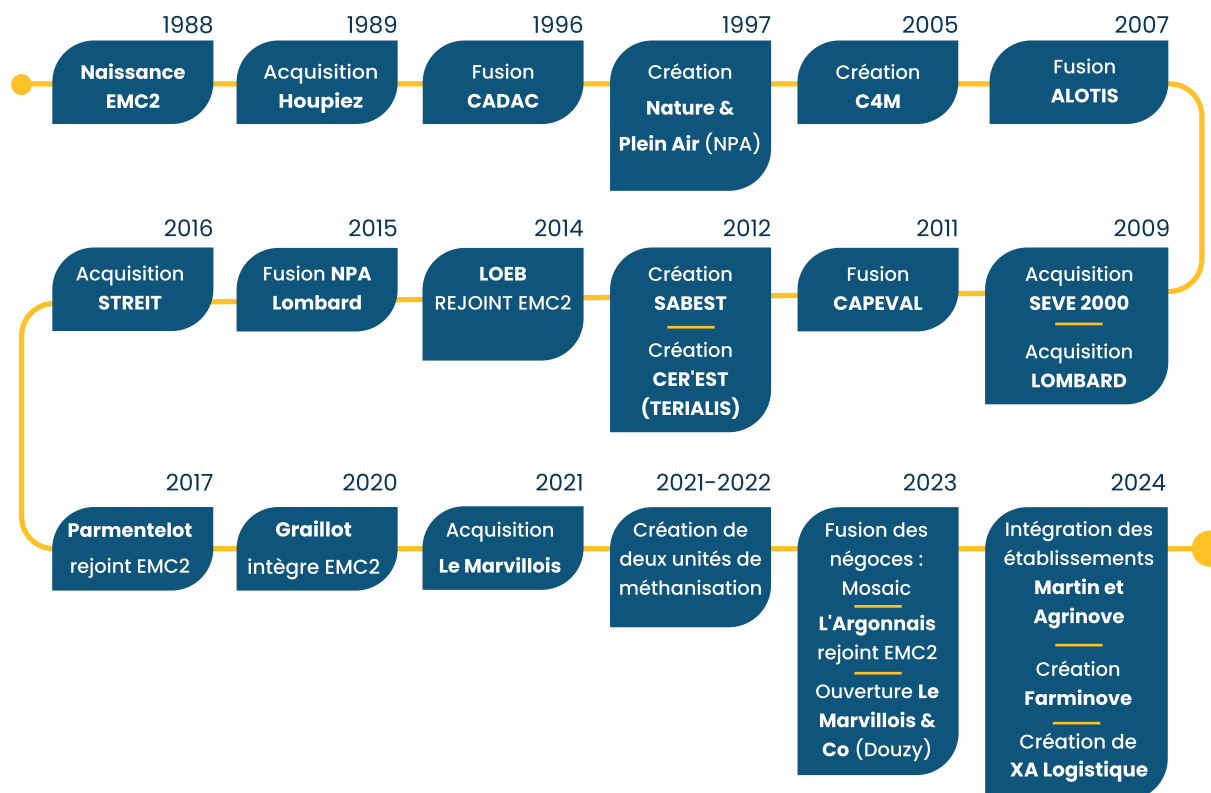 1988
Naissance
EMC2
1989
Acquisition
Houpiez
1996
Fusion
CADAC
1997
Création
Nature &
Plein Air (NPA)
2005
Création
C4M
2007
Fusion
ALOTIS
2009
Acquisition
SEVE 2000
Acquisition
LOMBARD
2011
Fusion
CAPEVAL
2012
Création
SABEST
Création
CER'EST
(TERIALIS)
2014
LOEB
REJOINT EMC2
2015
Fusion NPA
Lombard
2016
Acquisition
STREIT
2017
Parmentelot
rejoint EMC2
2020
Graillot
intègre EMC2
2021
Acquisition
Le Marvillois
2021-2022
Création de
deux unités de
méthanisation
2023
Fusion des
négoces :
Mosaic
L'Argonnais
rejoint EMC2
Ouverture Le
Marvillois &
Co (Douzy)
2024
Intégration des
établissements
Martin et
Agrinove
Création
Farminove
Création de
XA Logistique